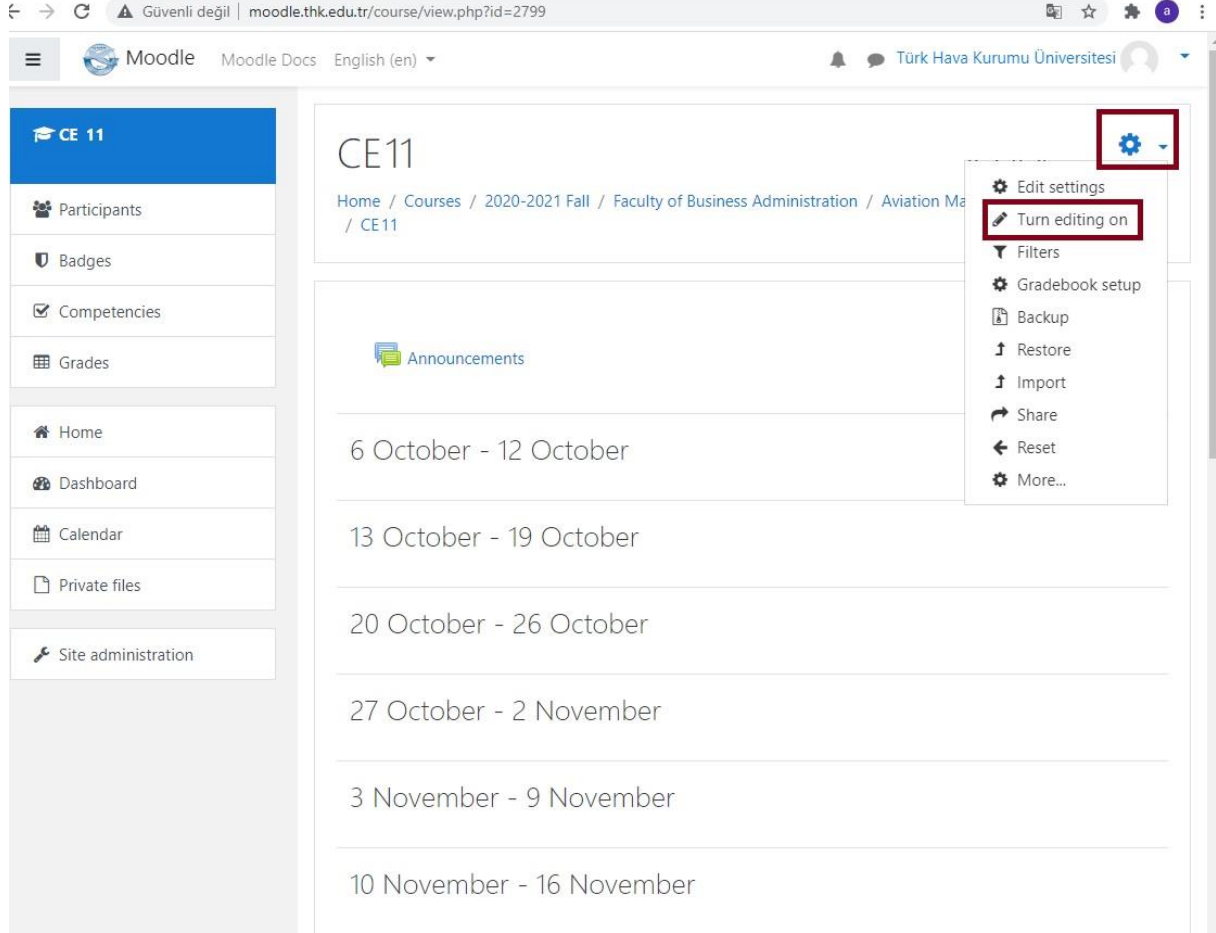 Güvenli değil | moodle.thk.edu.tr/course/view.php?id=2799
a
Moodle Moodle Docs English (en) Türk Hava Kurumu Üniversitesi
CE 11
Participants
Badges
Competencies
Grades
Home
Dashboard
Calendar
Private files
Site administration
CE11
Home / Courses / 2020-2021 Fall / Faculty of Business Administration / Aviation Ma
/ CE11
Edit settings
Turn editing on
Filters
Gradebook setup
Backup
Restore
Import
Share
Reset
More...
Announcements
6 October - 12 October
13 October - 19 October
20 October - 26 October
27 October - 2 November
3 November - 9 November
10 November - 16 November